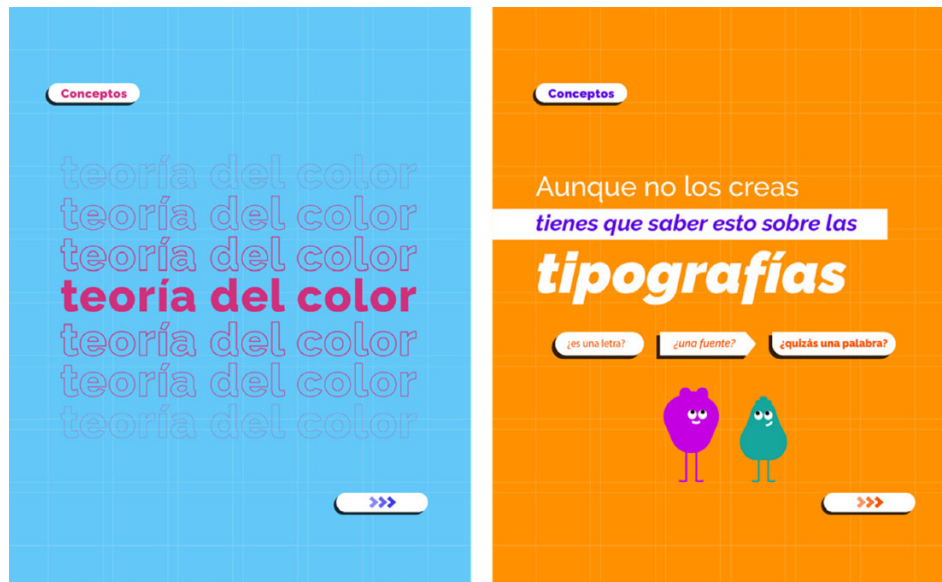 Conceptos
teoría del color
teoría del color
teoría del color
teoría del color
teoría del color
teoría del color
teoría del color
>>>
Conceptos
Aunque no los creas
tienes que saber esto sobre las
tipografías
¿es una letra?
¿una fuente?
¿quizás una palabra?
>>>